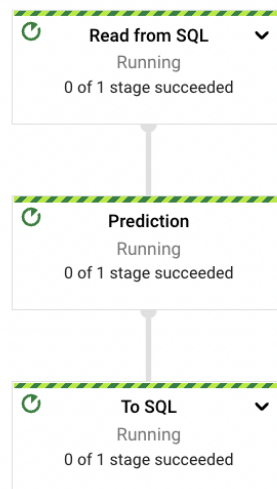 Read from SQL
Running
0 of 1 stage succeeded
Prediction
Running
0 of 1 stage succeeded
To SQL
Running
0 of 1 stage succeeded